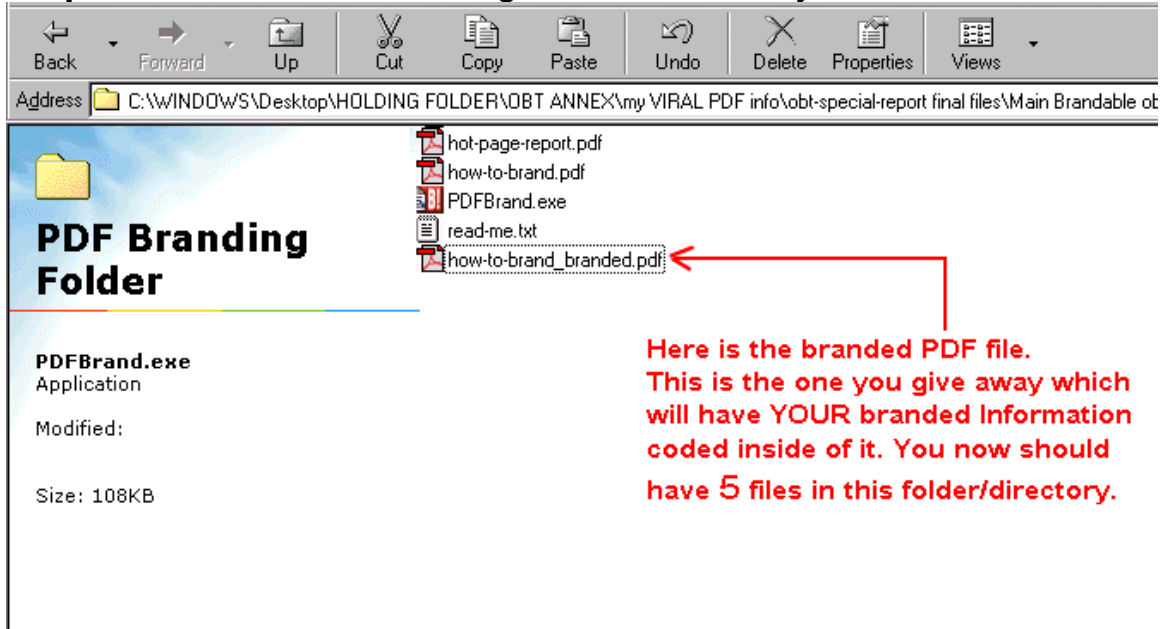 Back
Forward
Up
Cut
Copy
Paste
Undo
Delete
Properties
Views
Address C:\WINDOWS\Desktop\HOLDING FOLDER\OBT ANNEX\my VIRAL PDF info\obt-special-report final files\Main Brandable ob
PDF Branding
Folder
PDFBrand.exe
Application
Modified:
Size: 108KB
hot-page-report.pdf
how-to-brand.pdf
PDFBrand.exe
read-me.txt
how-to-brand_branded.pdf
Here is the branded PDF file.
This is the one you give away which
will have YOUR branded Information
coded inside of it. You now should
have 5 files in this folder/directory.